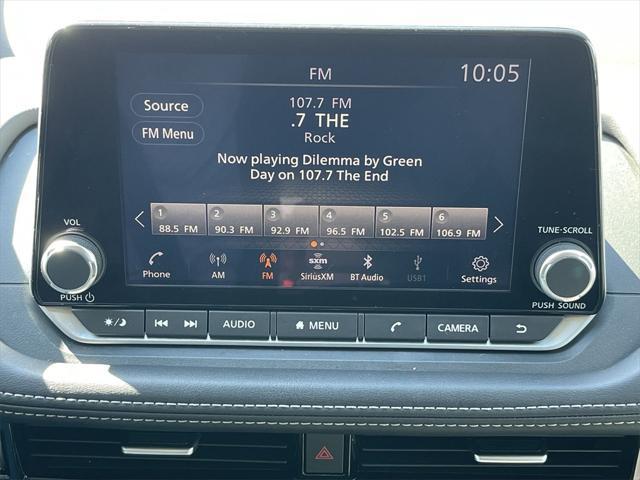 FM
10:05
Source
107.7 FM
.7 THE
FM Menu
Rock
Now playing Dilemma by Green
Day on 107.7 The End
1 2 3 4 5 6
88.5 FM 90.3 FM 92.9 FM 96.5 FM 102.5 FM 106.9 FM
VOL
TUNE-SCROLL
sxm
Phone AM FM SiriusXM BT Audio USB1 Settings
PUSH
PUSH SOUND
AUDIO MENU CAMERA